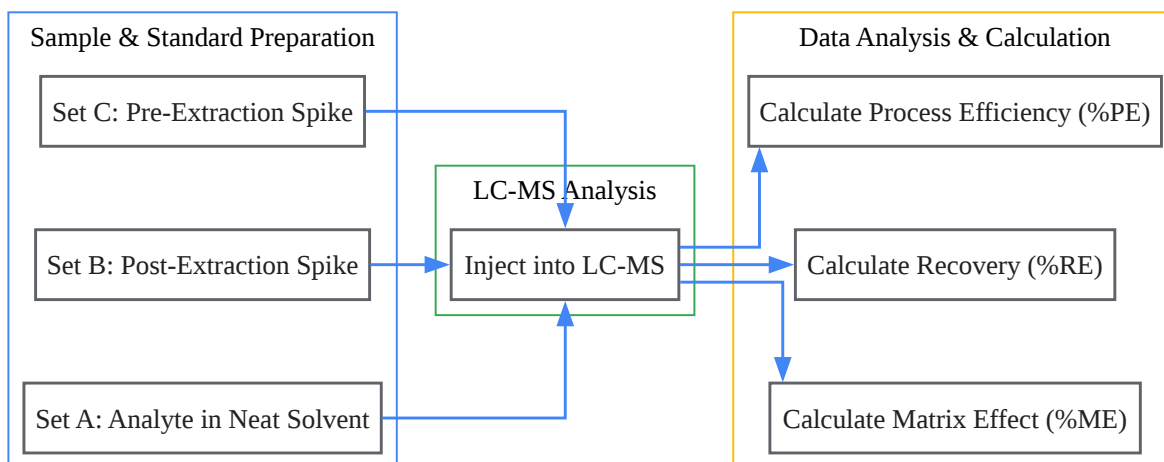 Sample & Standard Preparation
Set C: Pre-Extraction Spike
Set B: Post-Extraction Spike
Set A: Analyte in Neat Solvent
LC-MS Analysis
Inject into LC-MS
Data Analysis & Calculation
Calculate Process Efficiency (%PE)
Calculate Recovery (%RE)
Calculate Matrix Effect (%ME)